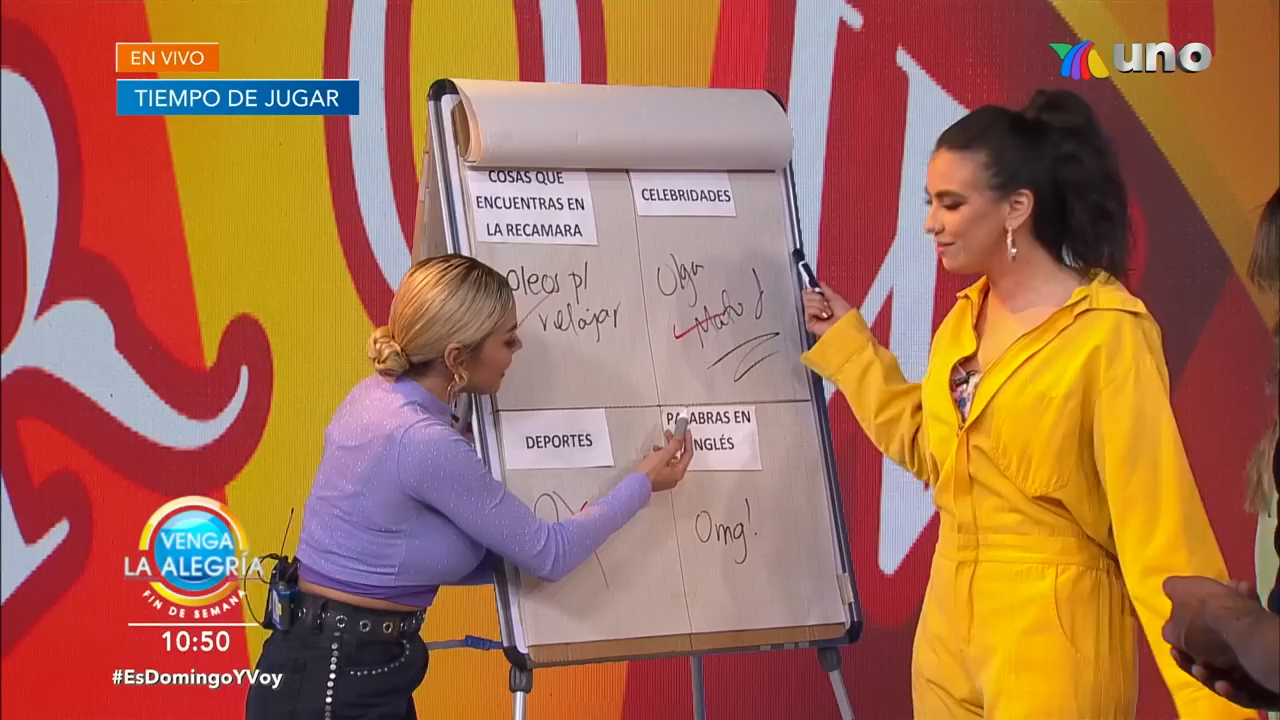 EN VIVO
TIEMPO DE JUGAR
uno
COSAS QUE
ENCUENTRAS EN
LA RECAMARA
CELEBRIDADES
Oleos p/
relajar
Olga
Mato
DEPORTES
PALABRAS EN
INGLÉS
Omg!
VENGA
LA ALEGRÍA
FIN DE SEMANA
10:50
#EsDomingoYVoy